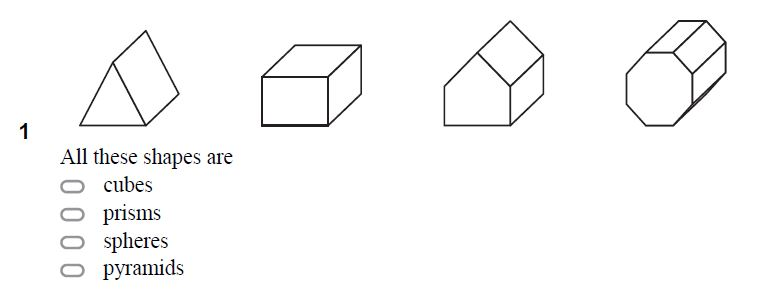 1
All these shapes are
cubes
prisms
spheres
pyramids